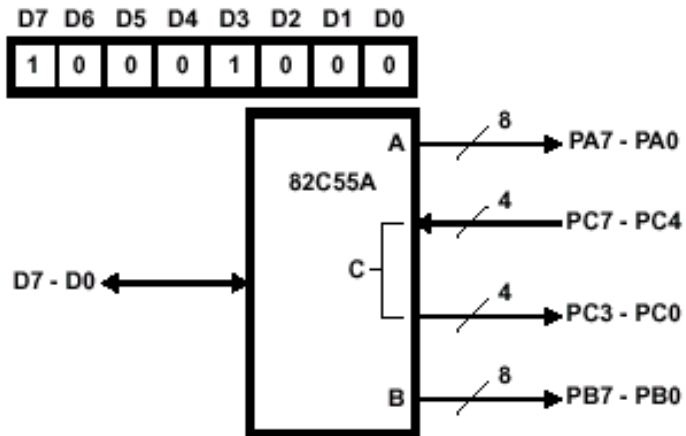 D7 D6 D5 D4 D3 D2 D1 D0
1 0 0 0 1 0 0 0
8
A PA7 - PA0
82C55A
4
PC7 - PC4
C
D7 - D0
4
PC3 - PC0
8
B PB7 - PB0